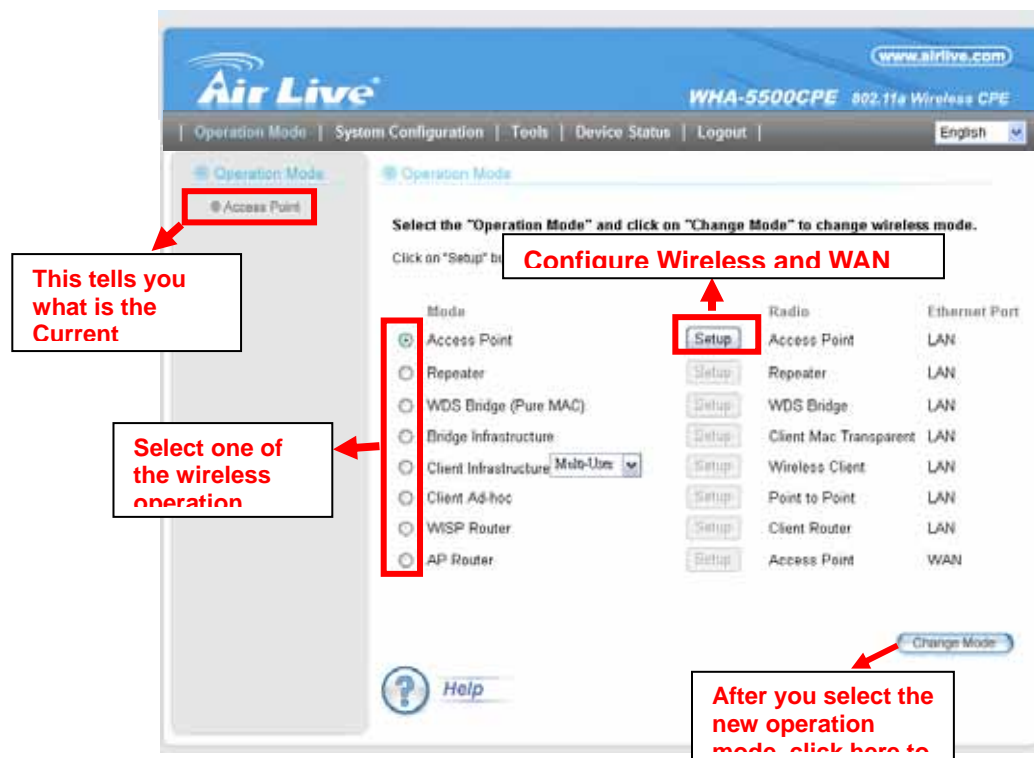 www.airlive.com
Air Live
WHA-5500CPE 802.11a Wireless CPE
| Operation Mode | System Configuration | Tools | Device Status | Logout |
English
Operation Mode
Access Point
Operation Mode
Select the "Operation Mode" and click on "Change Mode" to change wireless mode.
Click on "Setup"
Configure Wireless and WAN
This tells you
what is the
Current
Mode Radio Ethernet Port
Access Point Setup Access Point LAN
Repeater Setup Repeater LAN
WDS Bridge (Pure MAC) Setup WDS Bridge LAN
Bridge Infrastructure Setup Client Mac Transparent LAN
Client Infrastructure Multi-User Setup Wireless Client LAN
Client Ad-hoc Setup Point to Point LAN
WISP Router Setup Client Router LAN
AP Router Setup Access Point WAN
Select one of
the wireless
operation
Change Mode
Help
After you select the
new operation
mode, click here to